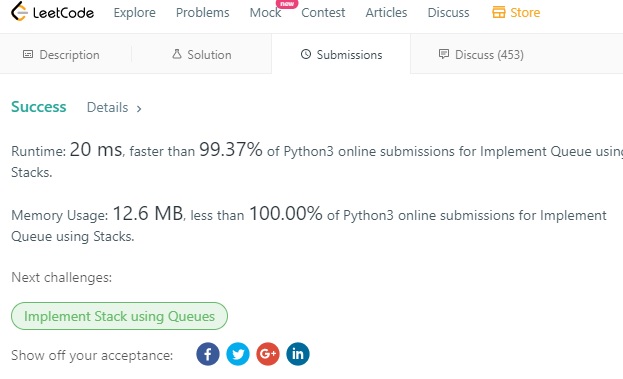 LeetCode Explore Problems Mock new Contest Articles Discuss Store
Description Solution Submissions Discuss (453)
Success Details >
Runtime: 20 ms, faster than 99.37% of Python3 online submissions for Implement Queue usin
Stacks.
Memory Usage: 12.6 MB, less than 100.00% of Python3 online submissions for Implement
Queue using Stacks.
Next challenges:
Implement Stack using Queues
Show off your acceptance: f G+ in